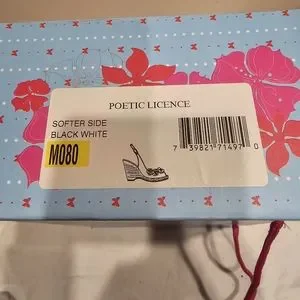 POETIC LICENCE
SOFTER SIDE
BLACK WHITE
M080
7 39821 71497 0